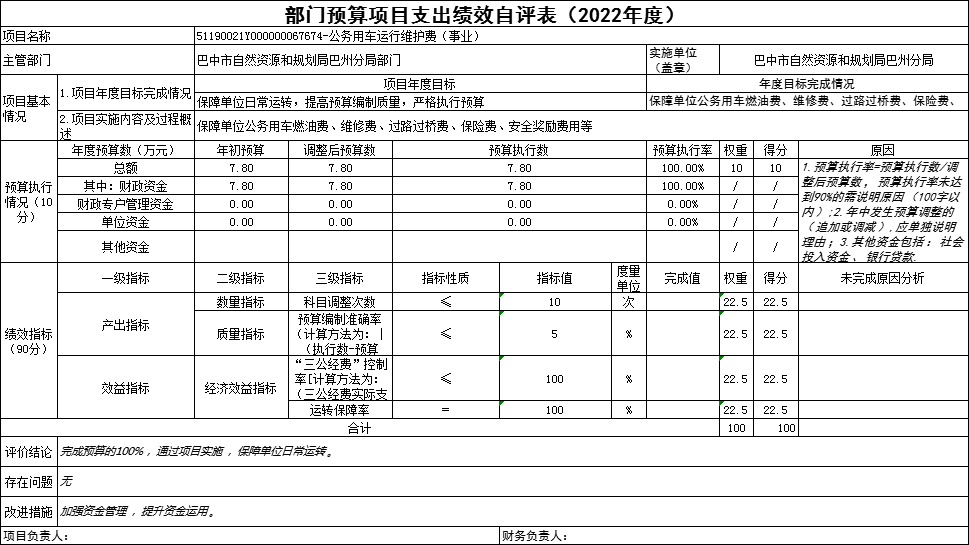 部门预算项目支出绩效自评表（2022年度）
项目名称 51190021Y000000067674-公务用车运行维护费（事业）
主管部门 巴中市自然资源和规划局巴州分局部门 实施单位（盖章） 巴中市自然资源和规划局巴州分局
项目基本情况 1.项目年度目标完成情况 项目年度目标 年度目标完成情况
保障单位日常运转，提高预算编制质量，严格执行预算 保障单位公务用车燃油费、维修费、过路过桥费、保险费、
2.项目实施内容及过程概述 保障单位公务用车燃油费、维修费、过路过桥费、保险费、安全奖励费用等
预算执行情况（10分） 年度预算数（万元） 年初预算 调整后预算数 预算执行数 预算执行率 权重 得分 原因
总额 7.80 7.80 7.80 100.00% 10 10
其中：财政资金 7.80 7.80 7.80 100.00% / /
财政专户管理资金 0.00 0.00 0.00 0.00% / /
单位资金 0.00 0.00 0.00 0.00% / /
其他资金 / /
1.预算执行率=预算执行数/调整后预算数，预算执行率未达到90%的需说明原因（100字以内）;2.年中发生预算调整的（追加或调减），应单独说明理由；3.其他资金包括：社会投入资金、银行贷款.
绩效指标（90分） 一级指标 二级指标 三级指标 指标性质 指标值 度量单位 完成值 权重 得分 未完成原因分析
产出指标 数量指标 科目调整次数 ≤ 10 次 22.5 22.5
质量指标 预算编制准确率（计算方法为：|（执行数-预算 ≤ 5 % 22.5 22.5
效益指标 经济效益指标 “三公经费”控制率[计算方法为：（三公经费实际支 ≤ 100 % 22.5 22.5
运转保障率 ＝ 100 % 22.5 22.5
合计 100 100
评价结论 完成预算的100%，通过项目实施，保障单位日常运转。
存在问题 无
改进措施 加强资金管理，提升资金运用。
项目负责人： 财务负责人：